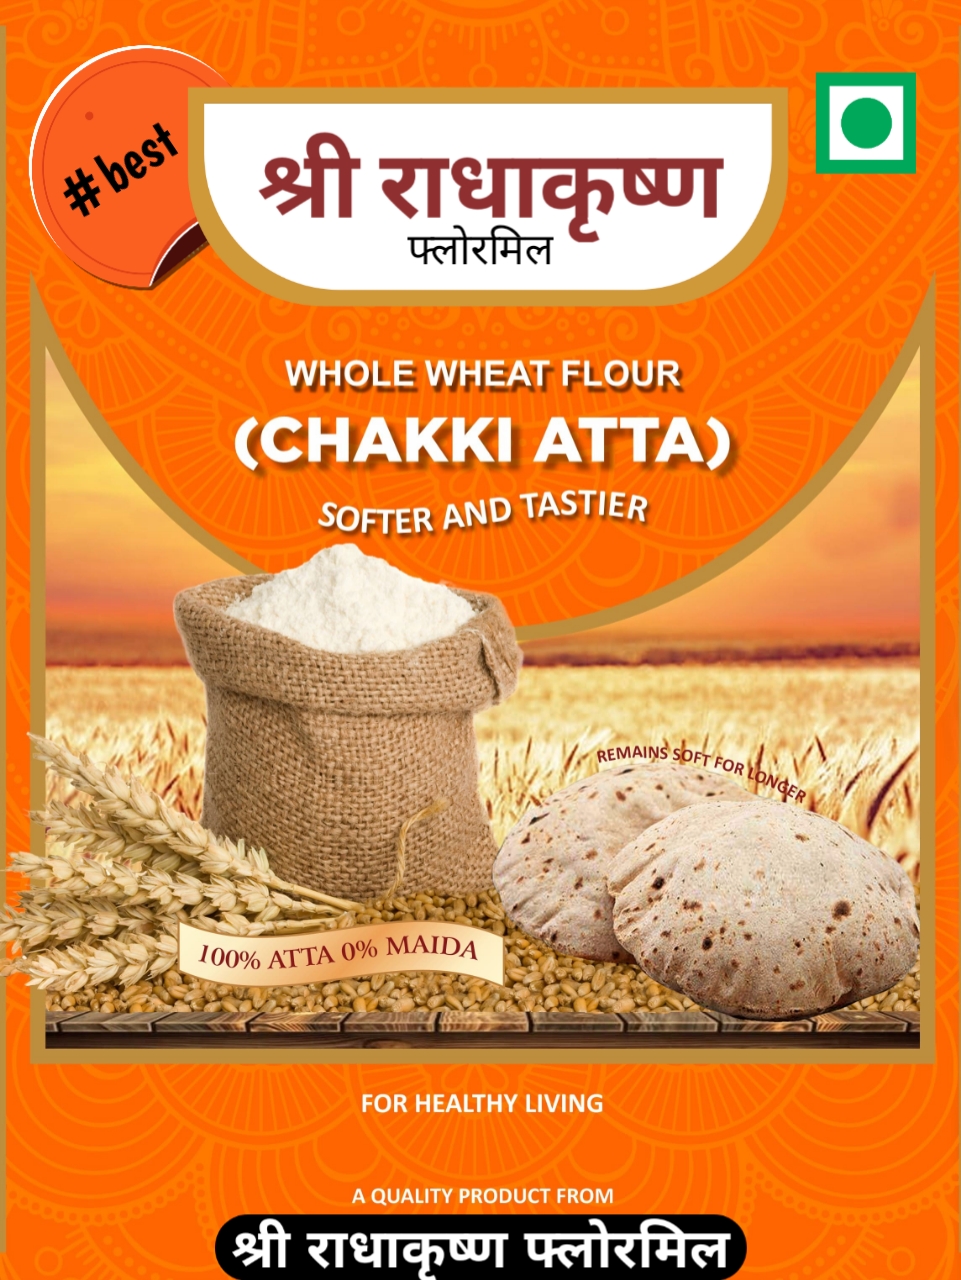 #best
श्री राधाकृष्ण
फ्लोरमिल
WHOLE WHEAT FLOUR
(CHAKKI ATTA)
SOFTER AND TASTIER
REMAINS SOFT FOR LONGER
100% ATTA 0% MAIDA
FOR HEALTHY LIVING
A QUALITY PRODUCT FROM
श्री राधाकृष्ण फ्लोरमिल